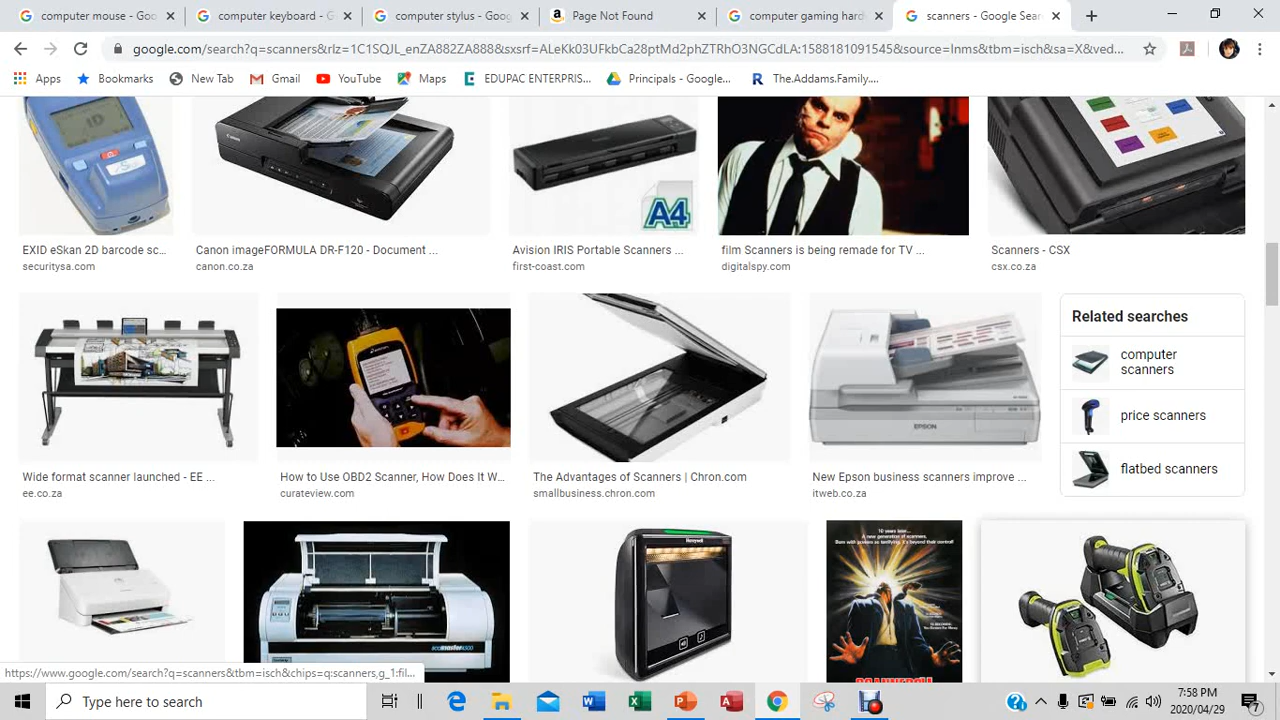 computer mouse - Goo
computer keyboard - G
computer stylus - Goo
Page Not Found
computer gaming hard
scanners - Google Sear
google.com/search?q=scanners&rlz=1C1SQJL_enZA882ZA888&sxsrf=ALeKk03UFkbCa28ptMd2phZTRhO3NGCdLA:1588181091545&source=lnms&tbm=isch&sa=X&ved...
Apps
Bookmarks
New Tab
Gmail
YouTube
Maps
EDUPAC ENTERPRIS...
Principals - Google...
The.Addams.Family....
A4
EXID eSkan 2D barcode sc...
securitysa.com
Canon imageFORMULA DR-F120 - Document ...
canon.co.za
Avision IRIS Portable Scanners ...
first-coast.com
film Scanners is being remade for TV ...
digitalspy.com
Scanners - CSX
csx.co.za
EPSON
Wide format scanner launched - EE ...
ee.co.za
How to Use OBD2 Scanner, How Does It W...
curateview.com
The Advantages of Scanners | Chron.com
smallbusiness.chron.com
New Epson business scanners improve ...
itweb.co.za
Related searches
computer
scanners
price scanners
flatbed scanners
Honeywell
10 years later...
https://www.google.com/search?q=scanners&tbm=isch&chips=q:scanners,g_1:fil...
Type here to search
7:58 PM
2020/04/29